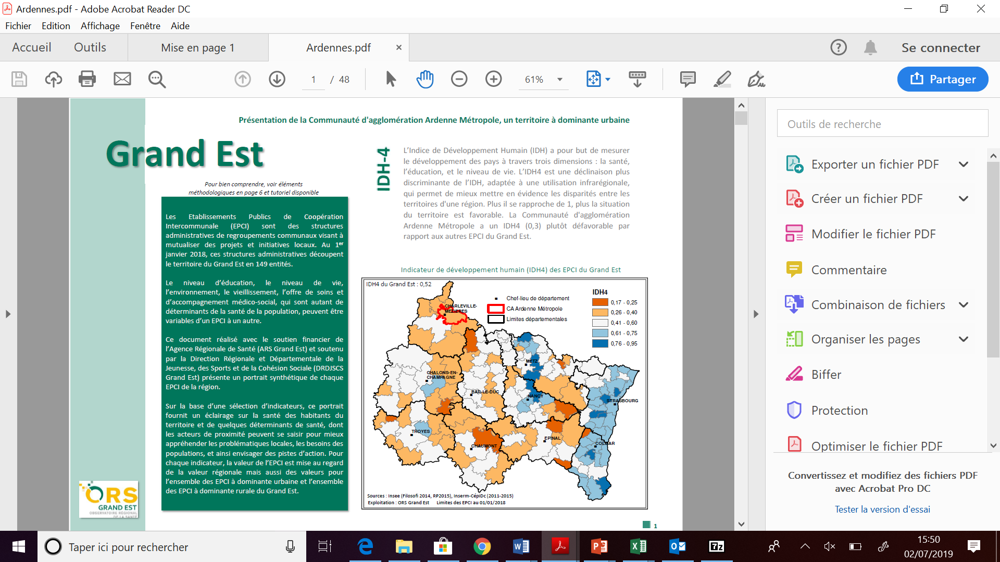 Ardennes.pdf - Adobe Acrobat Reader DC
Fichier Edition Affichage Fenêtre Aide
Accueil Outils Mise en page 1 Ardennes.pdf × Se connecter
1 / 48 61% Partager
Présentation de la Communauté d'agglomération Ardenne Métropole, un territoire à dominante urbaine
Grand Est
Pour bien comprendre, voir éléments
méthodologiques en page 6 et tutoriel disponible
Les Etablissements Publics de Coopération
Intercommunale (EPCI) sont des structures
administratives de regroupements communaux visant à
mutualiser des projets et initiatives locaux. Au 1er
janvier 2018, ces structures administratives découpent
le territoire du Grand Est en 149 entités.
Le niveau d'éducation, le niveau de vie,
l'environnement, le vieillissement, l'offre de soins et
d'accompagnement médico-social, qui sont autant de
déterminants de la santé de la population, peuvent être
variables d'un EPCI à un autre.
Ce document réalisé avec le soutien financier de
l'Agence Régionale de Santé (ARS Grand Est) et soutenu
par la Direction Régionale et Départementale de la
Jeunesse, des Sports et de la Cohésion Sociale (DRDJSCS
Grand Est) présente un portrait synthétique de chaque
EPCI de la région.
Sur la base d'une sélection d'indicateurs, ce portrait
fournit un éclairage sur la santé des habitants du
territoire et de quelques déterminants de santé, dont
les acteurs de proximité peuvent se saisir pour mieux
appréhender les problématiques locales, les besoins des
populations, et ainsi envisager des pistes d'action. Pour
chaque indicateur, la valeur de l'EPCI est mise au regard
de la valeur régionale mais aussi des valeurs pour
l'ensemble des EPCI à dominante urbaine et l'ensemble
des EPCI à dominante rurale du Grand Est.
ORS
GRAND EST
OBSERVATOIRE RÉGIONAL
DE LA SANTÉ
IDH-4
L'Indice de Développement Humain (IDH) a pour but de mesurer
le développement des pays à travers trois dimensions : la santé,
l'éducation, et le niveau de vie. L'IDH4 est une déclinaison plus
discriminante de l'IDH, adaptée à une utilisation infrarégionale,
qui permet de mieux mettre en évidence les disparités entre les
territoires d'une région. Plus il se rapproche de 1, plus la situation
du territoire est favorable. La Communauté d'agglomération
Ardenne Métropole a un IDH4 (0,3) plutôt défavorable par
rapport aux autres EPCI du Grand Est.
Indicateur de développement humain (IDH4) des EPCI du Grand Est
IDH4 du Grand Est : 0,52
Chef-lieu de département
CA Ardenne Métropole
Limites départementales
IDH4
0,17 - 0,25
0,26 - 0,40
0,41 - 0,60
0,61 - 0,75
0,76 - 0,95
CHARLEVILLE-
MEZIERES
METZ
CHALONS-EN-
CHAMPAGNE
BAR-LE-DUC
NANCY
STRASBOURG
TROYES
EPINAL
COLMAR
CHAUMONT
Sources : Insee (Filosofi 2014, RP2015), Inserm-CépiDc (2011-2015)
Exploitation : ORS Grand Est Limites des EPCI au 01/01/2018
1
Outils de recherche
Exporter un fichier PDF
Créer un fichier PDF
Modifier le fichier PDF
Commentaire
Combinaison de fichiers
Organiser les pages
Biffer
Protection
Optimiser le fichier PDF
Convertissez et modifiez des fichiers PDF
avec Acrobat Pro DC
Tester la version d'essai
Taper ici pour rechercher
15:50
02/07/2019